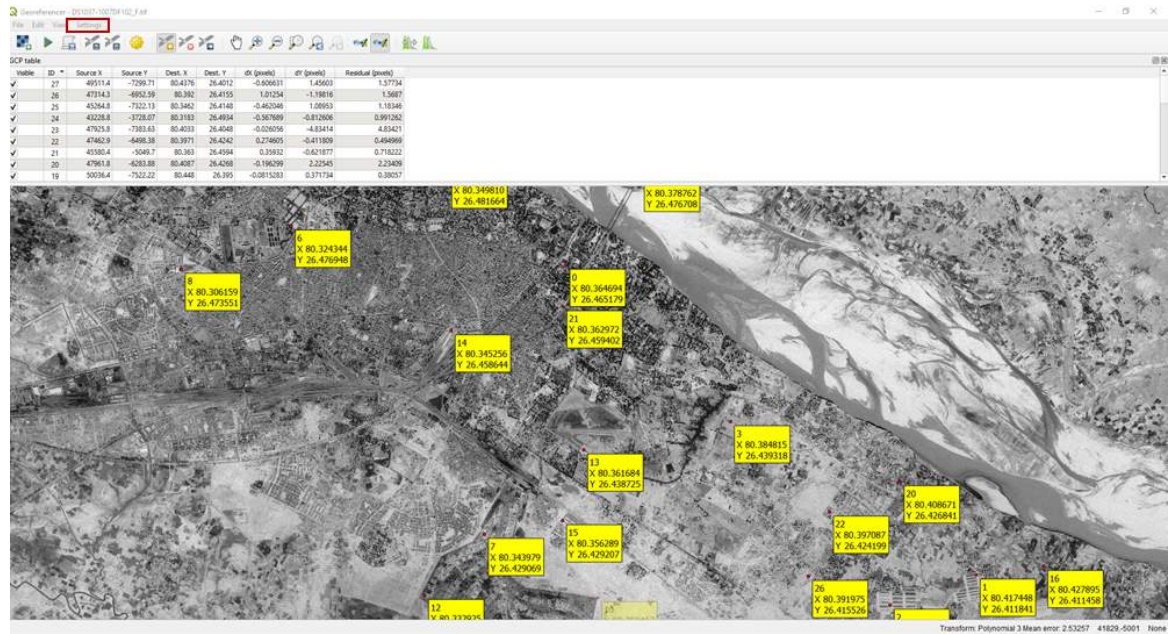 Georeferencer - DS1037-1007DF102_F.tif
File Edit View Settings
GCP table
Visible ID Source X Source Y Dest. X Dest. Y dX (pixels) dY (pixels) Residual (pixels)
27 49511.4 -7299.71 80.4376 26.4012 -0.606631 1.45603 1.57734
26 47314.3 -6952.59 80.392 26.4155 1.01254 -1.19816 1.5687
25 45264.8 -7322.13 80.3462 26.4148 -0.462046 1.08953 1.18346
24 43228.8 -3728.07 80.3183 26.4934 -0.567689 -0.812606 0.991262
23 47925.8 -7383.63 80.4033 26.4048 -0.026056 -4.83414 4.83421
22 47462.9 -6498.38 80.3971 26.4242 0.274605 -0.411809 0.494969
21 45580.4 -5049.7 80.363 26.4594 0.35932 -0.621877 0.718222
20 47961.8 -6283.88 80.4087 26.4268 -0.196299 2.22545 2.23409
19 50036.4 -7522.22 80.448 26.395 -0.0815283 0.371734 0.38057
X 80.349810
Y 26.481664
X 80.378762
Y 26.476708
6
X 80.324344
Y 26.476948
8
X 80.306159
Y 26.473551
0
X 80.364694
Y 26.465179
21
X 80.362972
Y 26.459402
14
X 80.345256
Y 26.458644
3
X 80.384815
Y 26.439318
13
X 80.361684
Y 26.438725
20
X 80.408671
Y 26.426841
22
X 80.397087
Y 26.424199
15
X 80.356289
Y 26.429207
7
X 80.343979
Y 26.429069
16
X 80.427895
Y 26.411458
1
X 80.417448
Y 26.411841
26
X 80.391975
Y 26.415526
12
X 80.332925
2
Transform: Polynomial 3 Mean error: 2.53257 41829,-5001 None